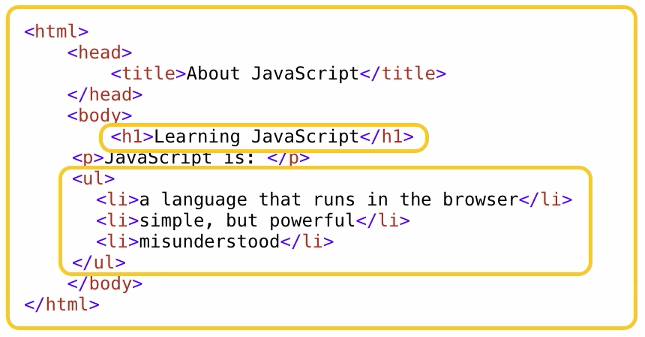 <html>
<head>
<title>About JavaScript</title>
</head>
<body>
<h1>Learning JavaScript</h1>
<p>JavaScript is: </p>
<ul>
<li>a language that runs in the browser</li>
<li>simple, but powerful</li>
<li>misunderstood</li>
</ul>
</body>
</html>